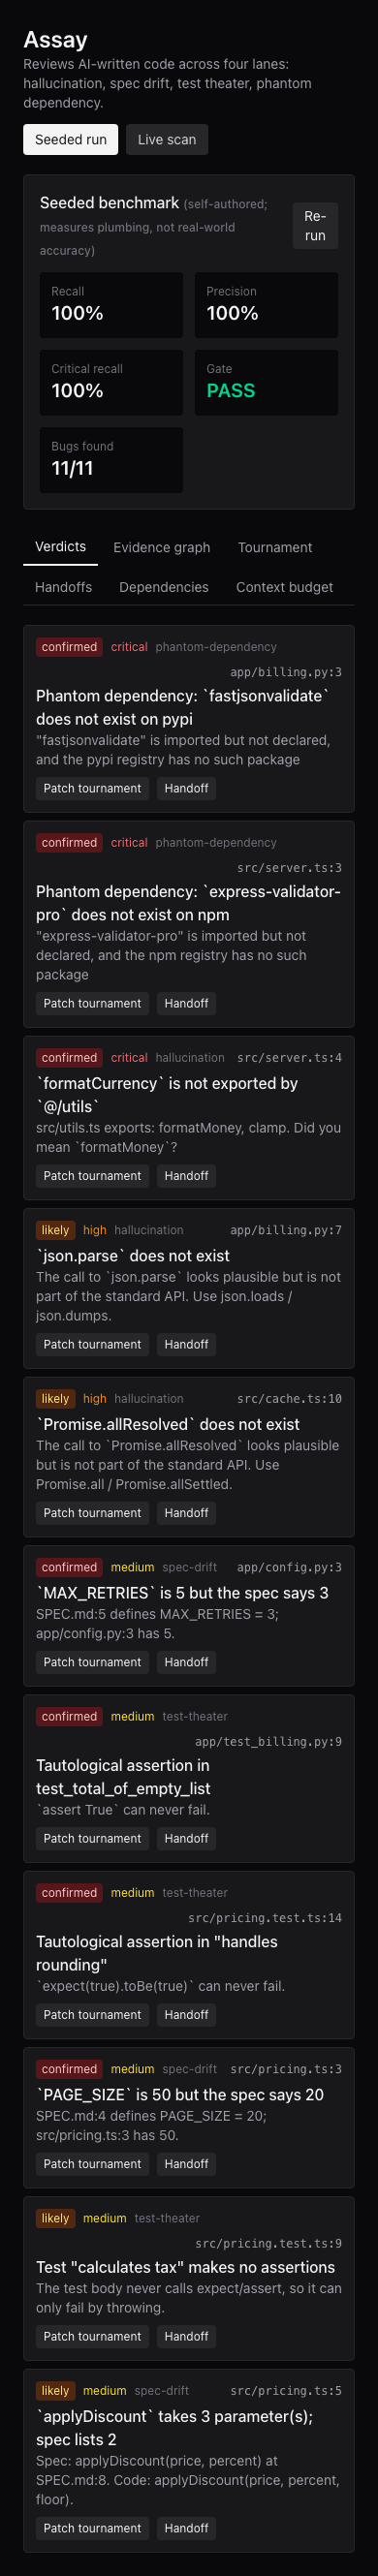 Assay
Reviews AI-written code across four lanes:
hallucination, spec drift, test theater, phantom
dependency.
Seeded run Live scan
Seeded benchmark (self-authored;
measures plumbing, not real-world
accuracy)
Re-
run
Recall Precision
100% 100%
Critical recall Gate
100% PASS
Bugs found
11/11
Verdicts Evidence graph Tournament
Handoffs Dependencies Context budget
confirmed critical phantom-dependency
app/billing.py:3
Phantom dependency: `fastjsonvalidate`
does not exist on pypi
"fastjsonvalidate" is imported but not declared,
and the pypi registry has no such package
Patch tournament Handoff
confirmed critical phantom-dependency
src/server.ts:3
Phantom dependency: `express-validator-
pro` does not exist on npm
"express-validator-pro" is imported but not
declared, and the npm registry has no such
package
Patch tournament Handoff
confirmed critical hallucination src/server.ts:4
`formatCurrency` is not exported by
`@/utils`
src/utils.ts exports: formatMoney, clamp. Did you
mean `formatMoney`?
Patch tournament Handoff
likely high hallucination app/billing.py:7
`json.parse` does not exist
The call to `json.parse` looks plausible but is not
part of the standard API. Use json.loads /
json.dumps.
Patch tournament Handoff
likely high hallucination src/cache.ts:10
`Promise.allResolved` does not exist
The call to `Promise.allResolved` looks plausible
but is not part of the standard API. Use
Promise.all / Promise.allSettled.
Patch tournament Handoff
confirmed medium spec-drift app/config.py:3
`MAX_RETRIES` is 5 but the spec says 3
SPEC.md:5 defines MAX_RETRIES = 3;
app/config.py:3 has 5.
Patch tournament Handoff
confirmed medium test-theater
app/test_billing.py:9
Tautological assertion in
test_total_of_empty_list
`assert True` can never fail.
Patch tournament Handoff
confirmed medium test-theater
src/pricing.test.ts:14
Tautological assertion in "handles
rounding"
`expect(true).toBe(true)` can never fail.
Patch tournament Handoff
confirmed medium spec-drift src/pricing.ts:3
`PAGE_SIZE` is 50 but the spec says 20
SPEC.md:4 defines PAGE_SIZE = 20;
src/pricing.ts:3 has 50.
Patch tournament Handoff
likely medium test-theater
src/pricing.test.ts:9
Test "calculates tax" makes no assertions
The test body never calls expect/assert, so it can
only fail by throwing.
Patch tournament Handoff
likely medium spec-drift src/pricing.ts:5
`applyDiscount` takes 3 parameter(s);
spec lists 2
Spec: applyDiscount(price, percent) at
SPEC.md:8. Code: applyDiscount(price, percent,
floor).
Patch tournament Handoff